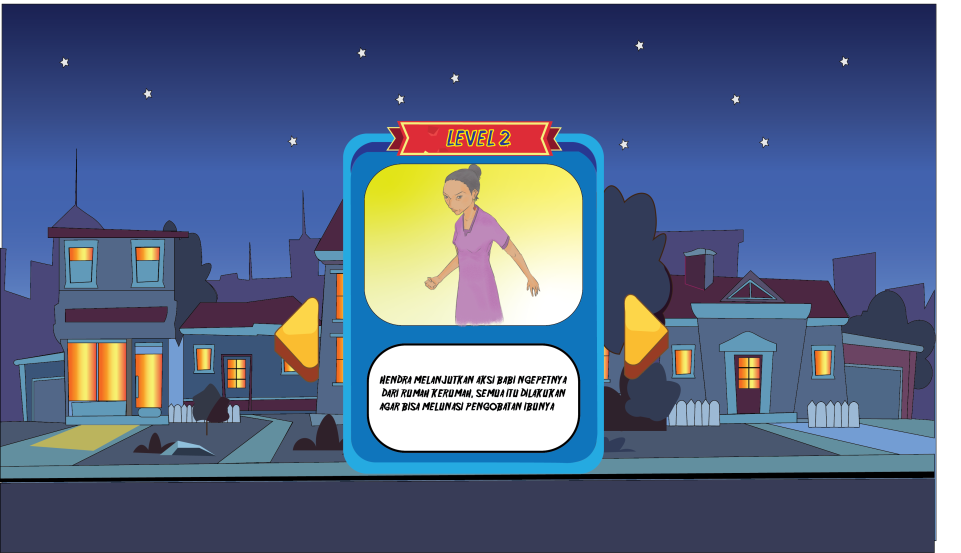 LEVEL 2
HENDRA MELANJUTKAN AKSI BABI NGEPETNYA
DARI RUMAH KERUMAH, SEMUA ITU DILAKUKAN
AGAR BISA MELUNASI PENGOBATAN IBUNYA